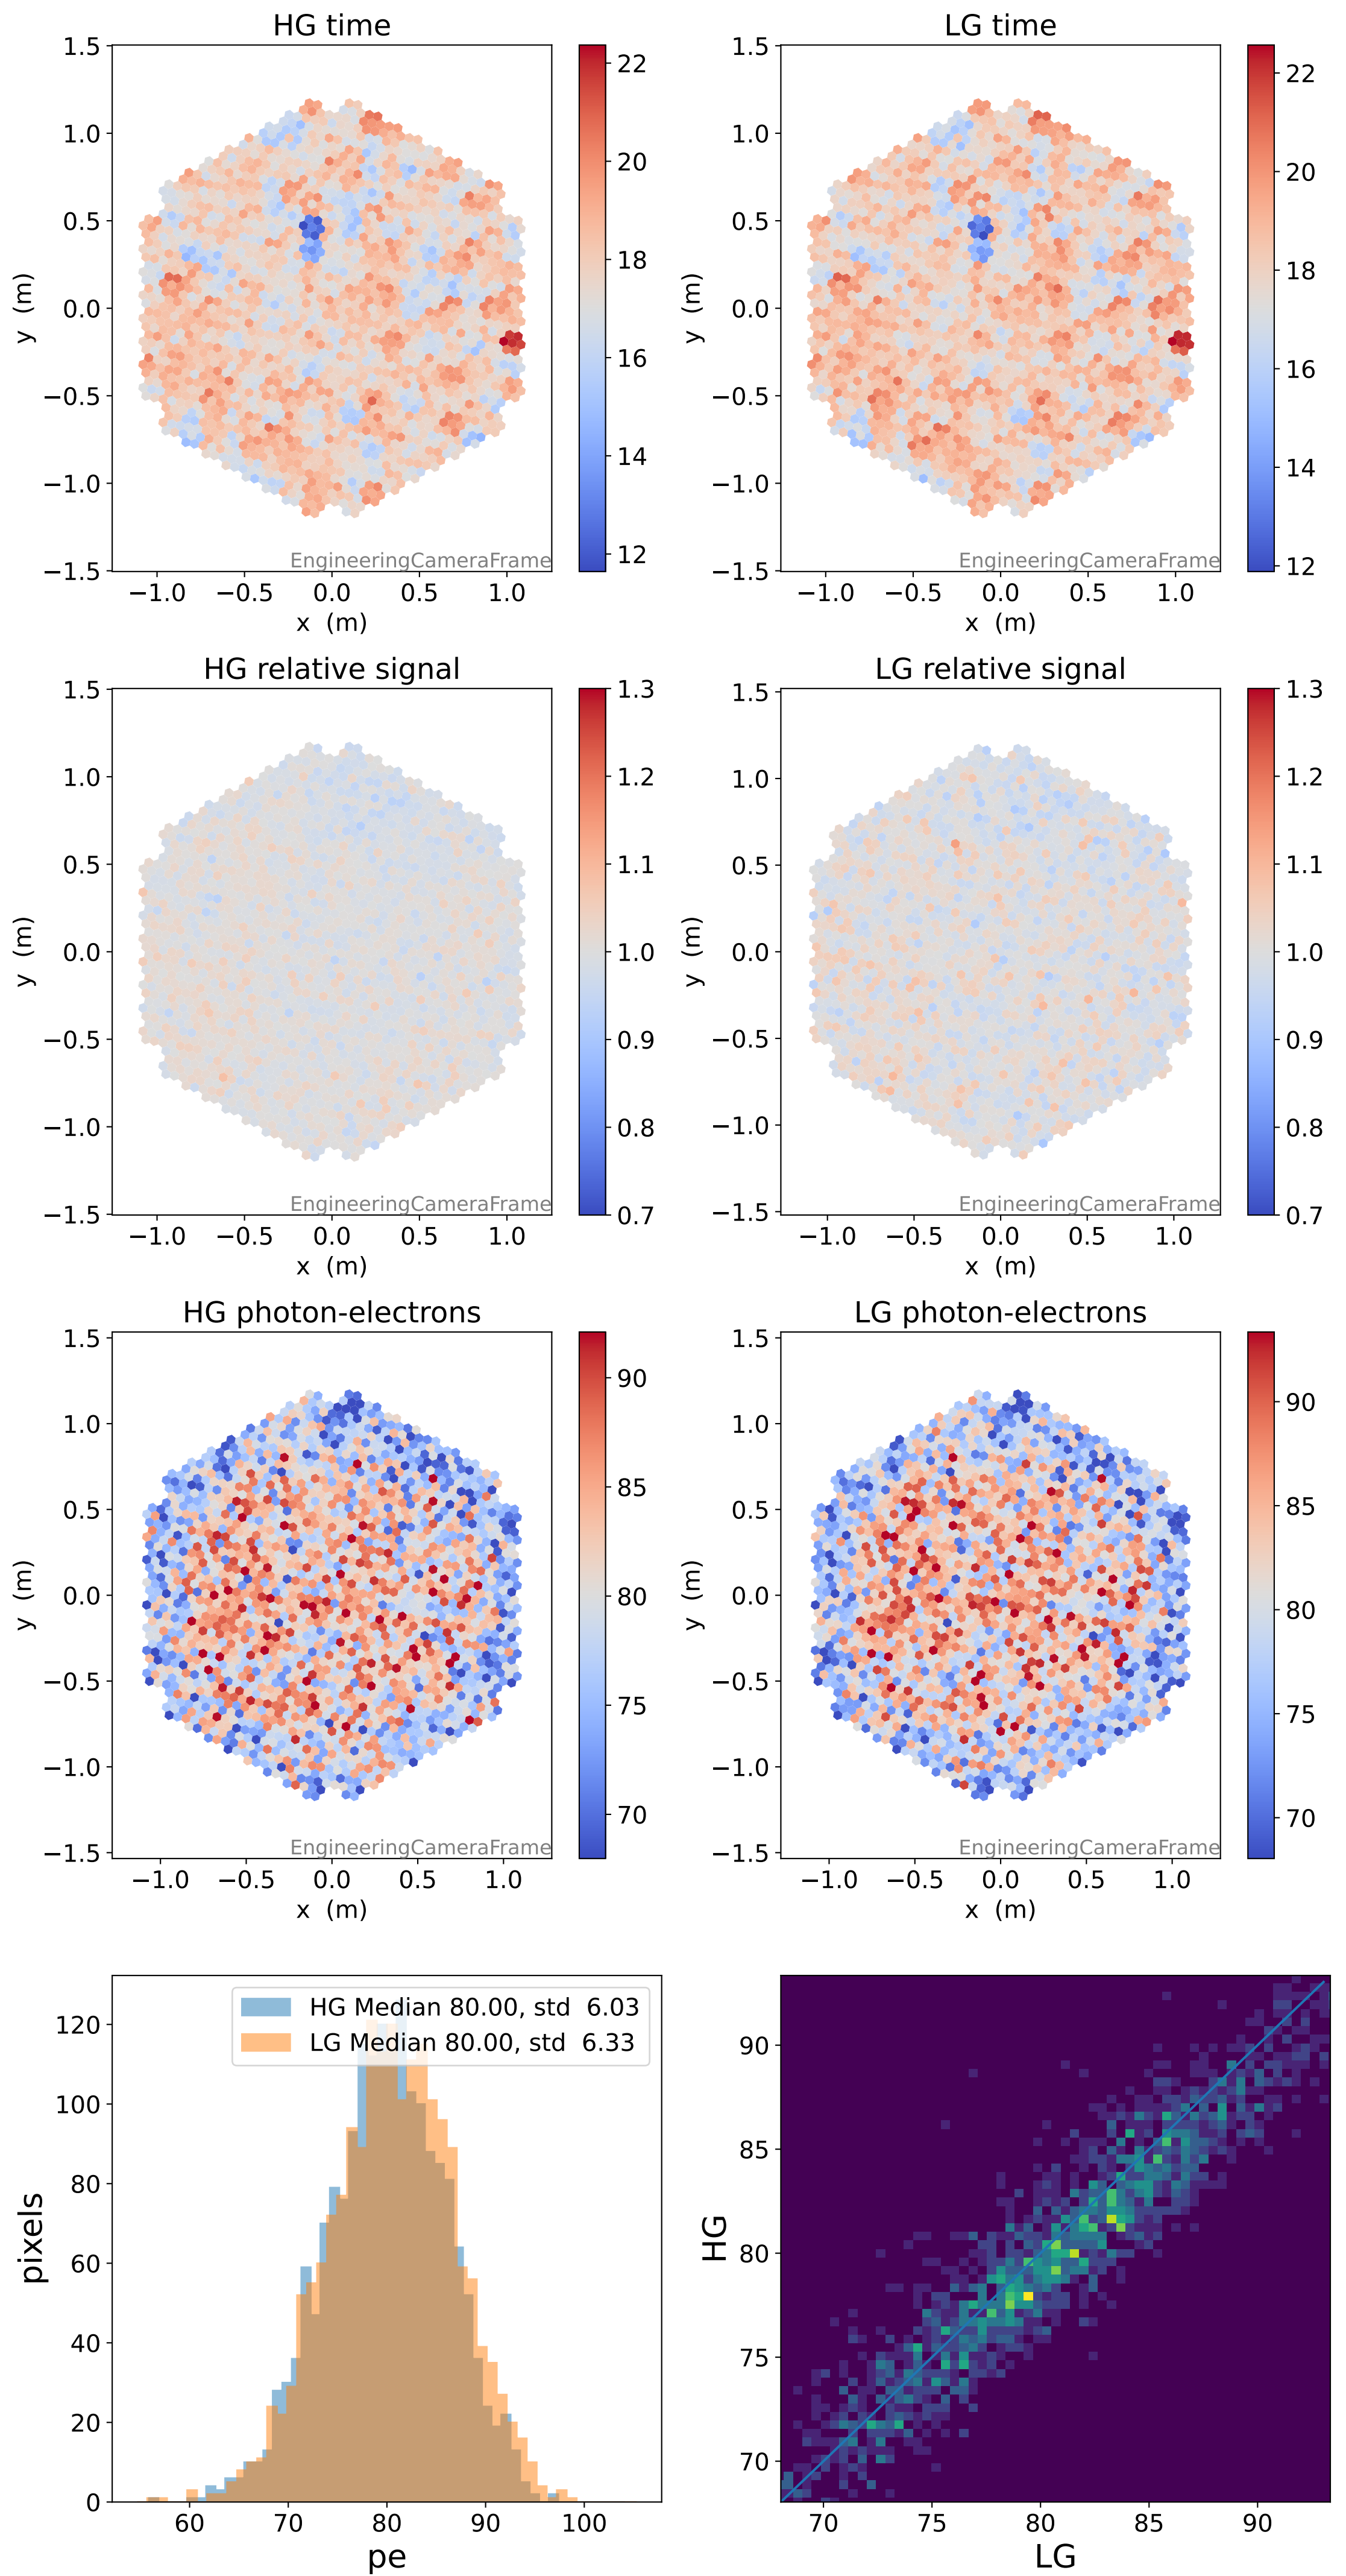 HG time
LG time
1.5
1.0
0.5
0.0
−0.5
−1.0
−1.5
y (m)
−1.0 −0.5 0.0 0.5 1.0
x (m)
EngineeringCameraFrame
22
20
18
16
14
12
1.5
1.0
0.5
0.0
−0.5
−1.0
−1.5
y (m)
−1.0 −0.5 0.0 0.5 1.0
x (m)
EngineeringCameraFrame
22
20
18
16
14
12
HG relative signal
LG relative signal
1.5
1.0
0.5
0.0
−0.5
−1.0
−1.5
y (m)
−1.0 −0.5 0.0 0.5 1.0
x (m)
EngineeringCameraFrame
1.3
1.2
1.1
1.0
0.9
0.8
0.7
1.5
1.0
0.5
0.0
−0.5
−1.0
−1.5
y (m)
−1.0 −0.5 0.0 0.5 1.0
x (m)
EngineeringCameraFrame
1.3
1.2
1.1
1.0
0.9
0.8
0.7
HG photon-electrons
LG photon-electrons
1.5
1.0
0.5
0.0
−0.5
−1.0
−1.5
y (m)
−1.0 −0.5 0.0 0.5 1.0
x (m)
EngineeringCameraFrame
90
85
80
75
70
1.5
1.0
0.5
0.0
−0.5
−1.0
−1.5
y (m)
−1.0 −0.5 0.0 0.5 1.0
x (m)
EngineeringCameraFrame
90
85
80
75
70
HG Median 80.00, std 6.03
LG Median 80.00, std 6.33
120
100
80
60
40
20
0
pixels
60 70 80 90 100
pe
90
85
80
75
70
HG
70 75 80 85 90
LG